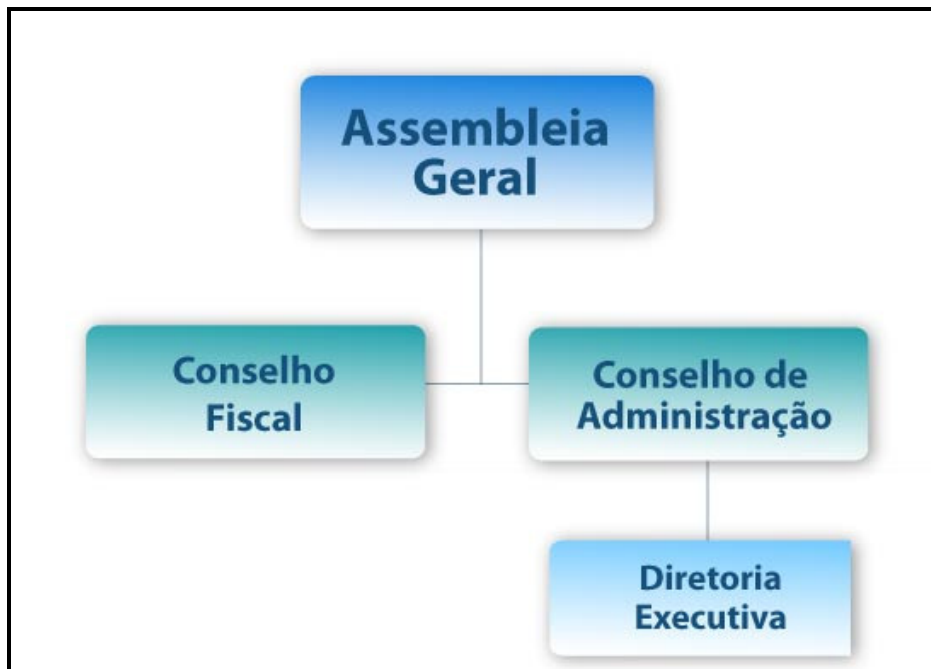 Assembleia
Geral
Conselho
Fiscal
Conselho de
Administração
Diretoria
Executiva